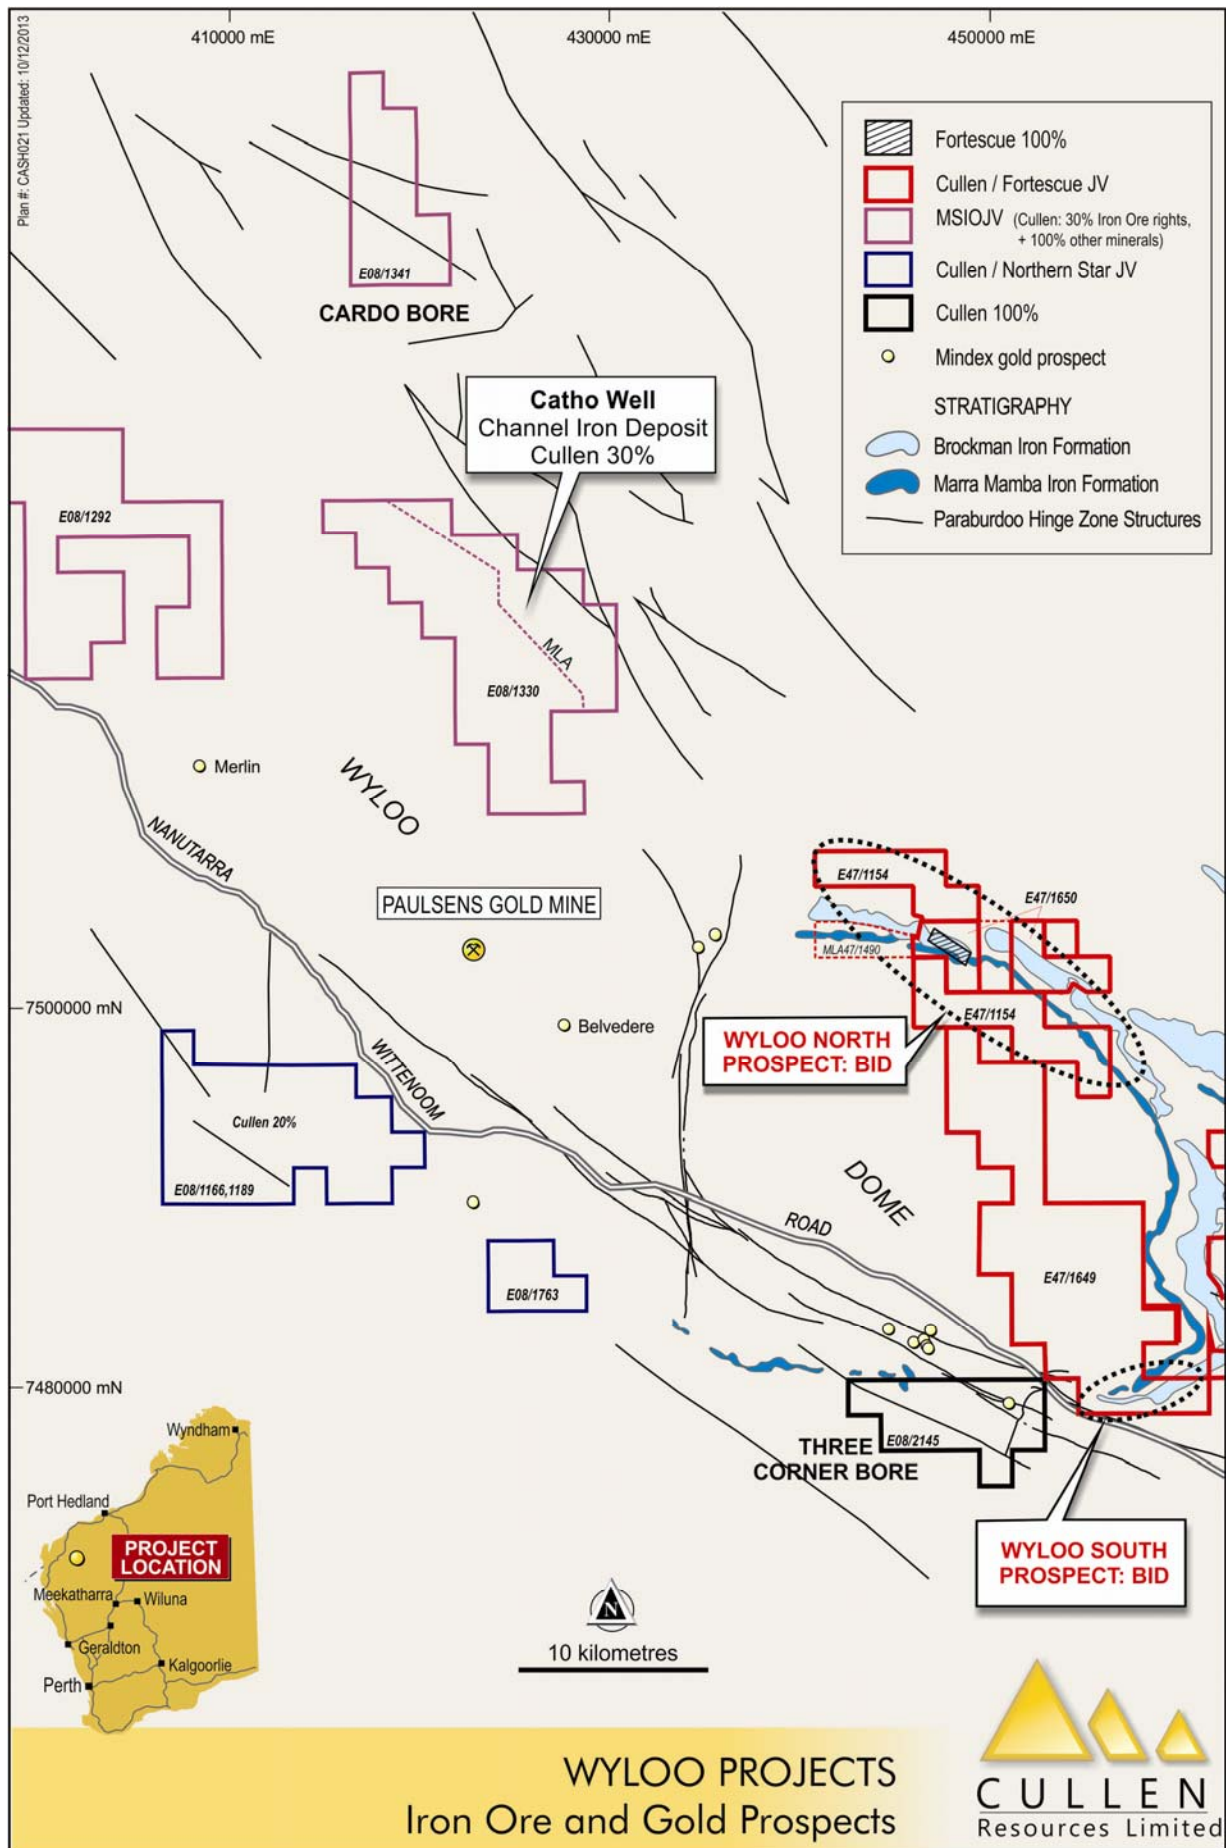 Plan #: CASH021 Updated: 10/12/2013
410000 mE
430000 mE
450000 mE
Fortescue 100%
Cullen / Fortescue JV
MSIOJV (Cullen: 30% Iron Ore rights,
+ 100% other minerals)
Cullen / Northern Star JV
Cullen 100%
Mindex gold prospect
STRATIGRAPHY
Brockman Iron Formation
Marra Mamba Iron Formation
Paraburdoo Hinge Zone Structures
E08/1341
CARDO BORE
Catho Well
Channel Iron Deposit
Cullen 30%
E08/1292
MLA
E08/1330
Merlin
WYLOO
NANUTARRA
PAULSENS GOLD MINE
E47/1154
E47/1650
MLA47/1490
7500000 mN
E47/1154
Belvedere
WYLOO NORTH
PROSPECT: BID
WITTENOOM
Cullen 20%
E08/1166,1189
DOME
ROAD
E47/1649
E08/1763
7480000 mN
THREE
CORNER BORE
E08/2145
WYLOO SOUTH
PROSPECT: BID
Wyndham
Port Hedland
PROJECT
LOCATION
Meekatharra
Wiluna
Geraldton
Kalgoorlie
Perth
N
10 kilometres
WYLOO PROJECTS
Iron Ore and Gold Prospects
CULLEN
Resources Limited